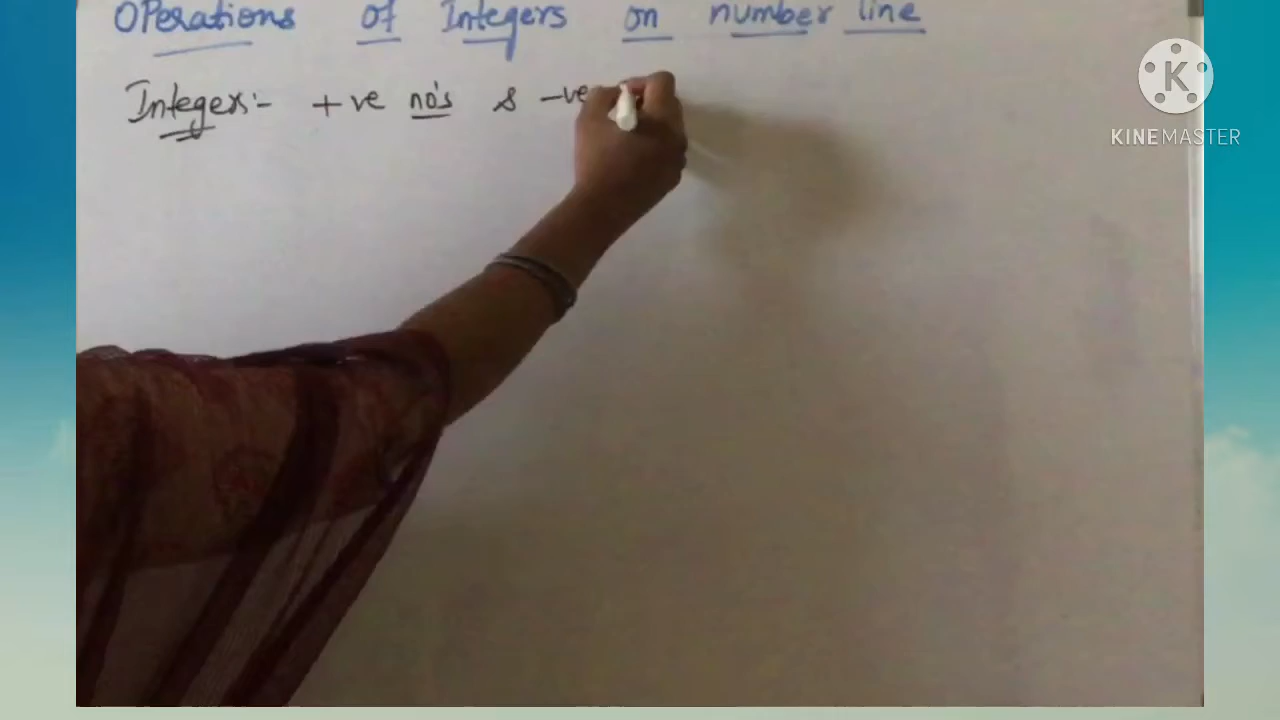 Operations of Integers on number line
Integers:- +ve no's & -ve
K
KINEMASTER